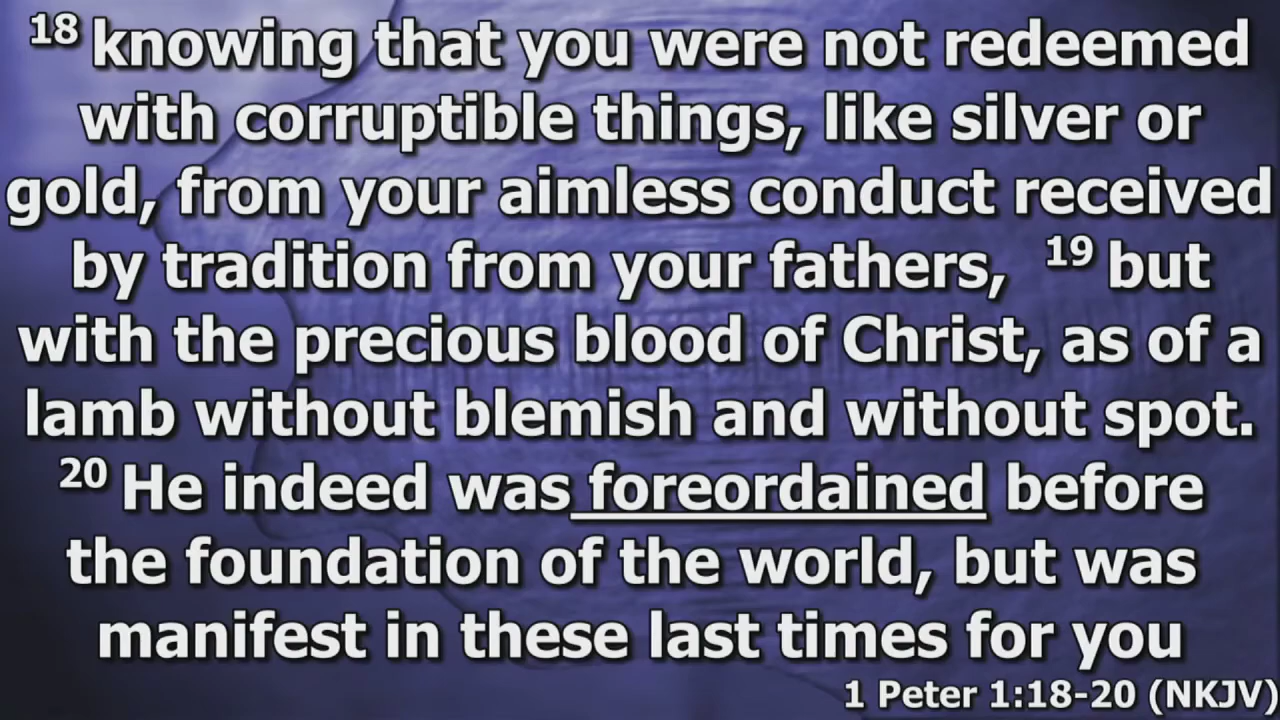 18 knowing that you were not redeemed
with corruptible things, like silver or
gold, from your aimless conduct received
by tradition from your fathers, 19 but
with the precious blood of Christ, as of a
lamb without blemish and without spot.
20 He indeed was foreordained before
the foundation of the world, but was
manifest in these last times for you
1 Peter 1:18-20 (NKJV)